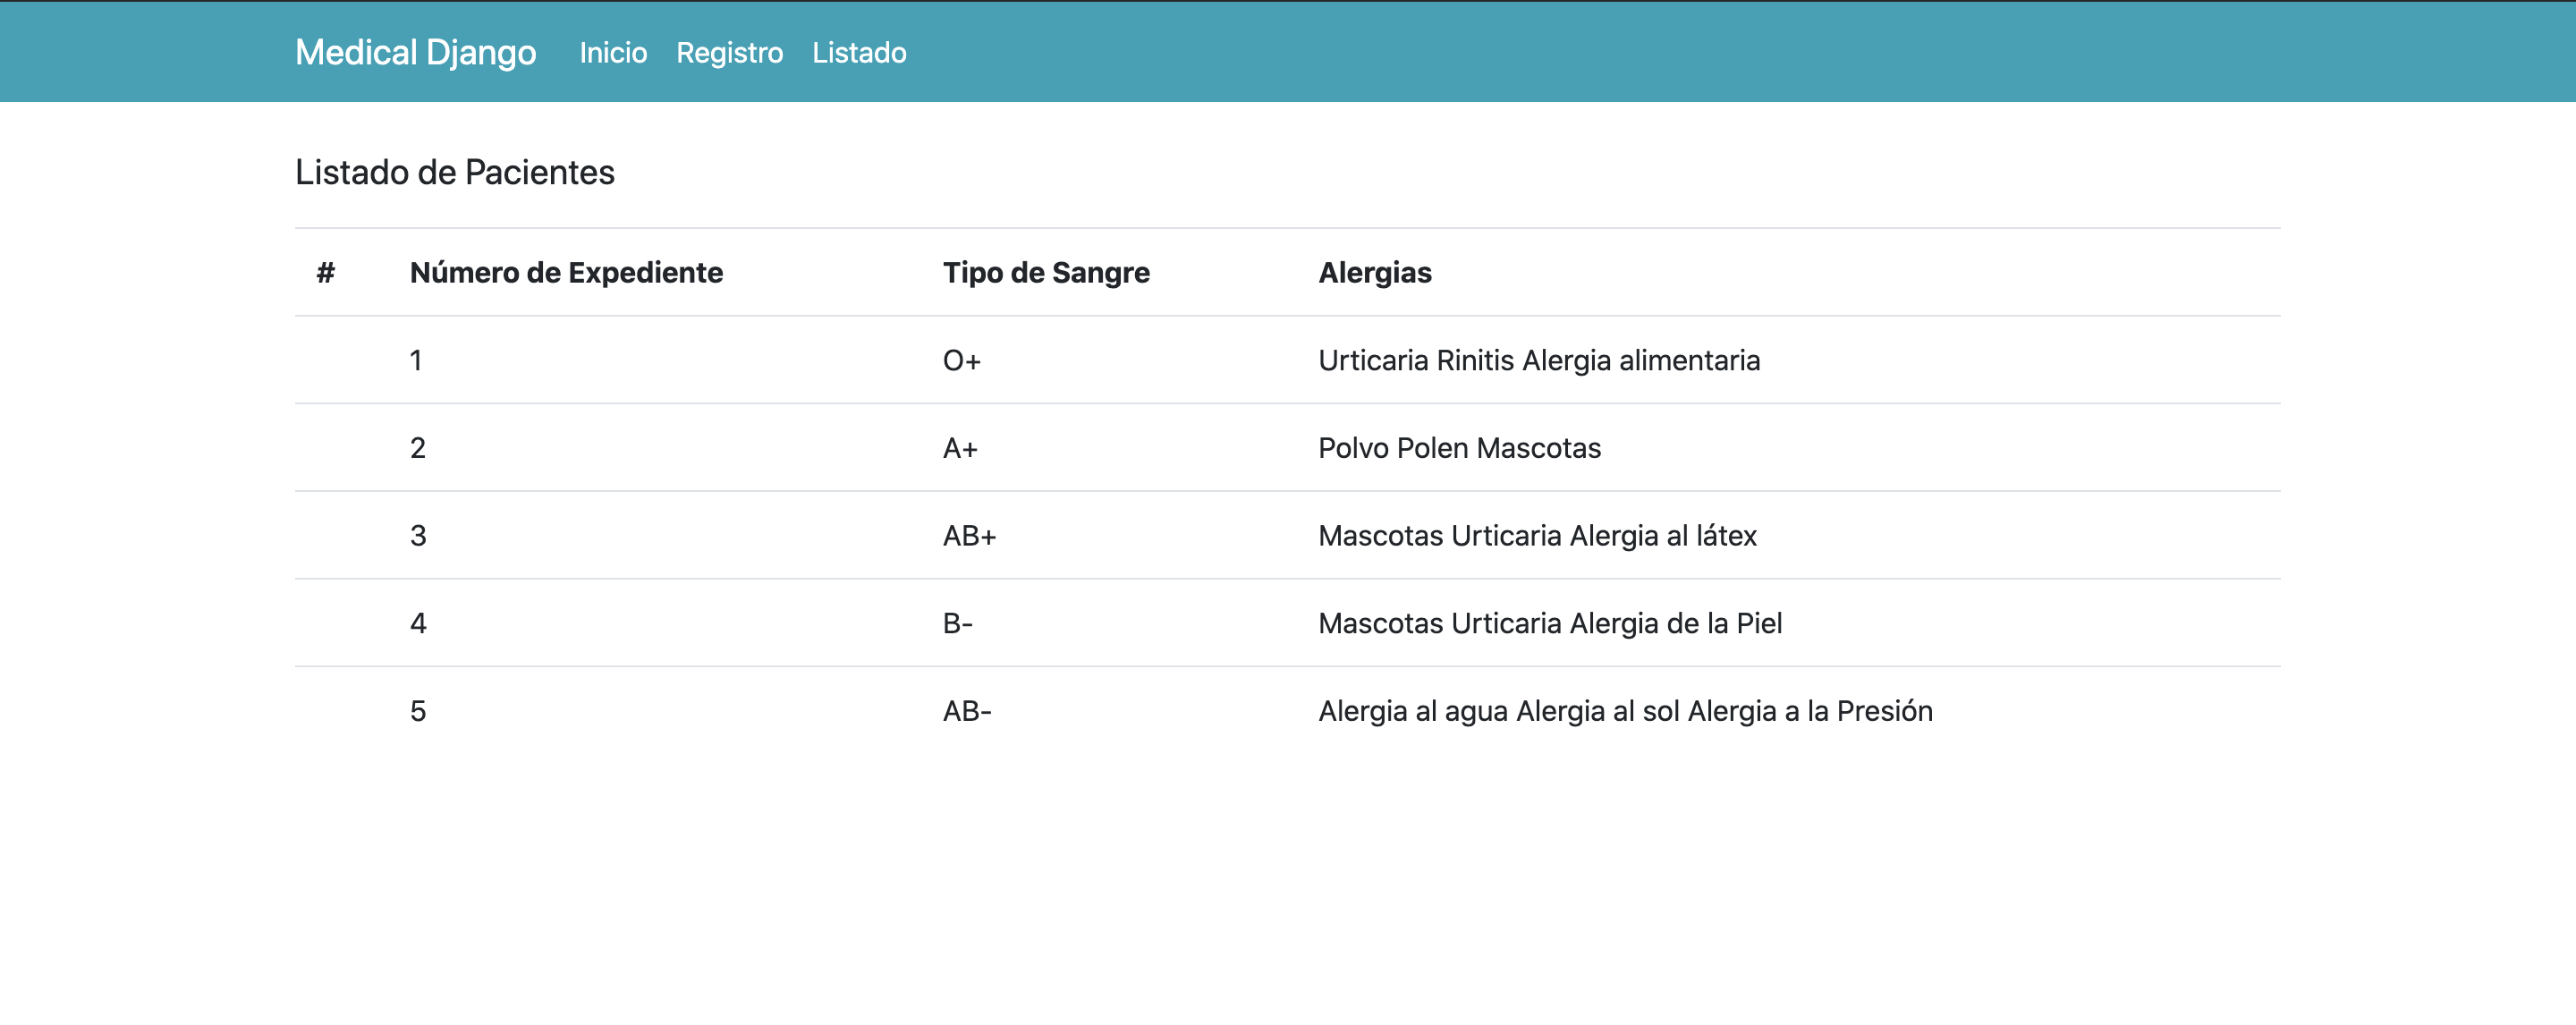 Medical Django Inicio Registro Listado
Listado de Pacientes
# Número de Expediente Tipo de Sangre Alergias
1 O+ Urticaria Rinitis Alergia alimentaria
2 A+ Polvo Polen Mascotas
3 AB+ Mascotas Urticaria Alergia al látex
4 B- Mascotas Urticaria Alergia de la Piel
5 AB- Alergia al agua Alergia al sol Alergia a la Presión